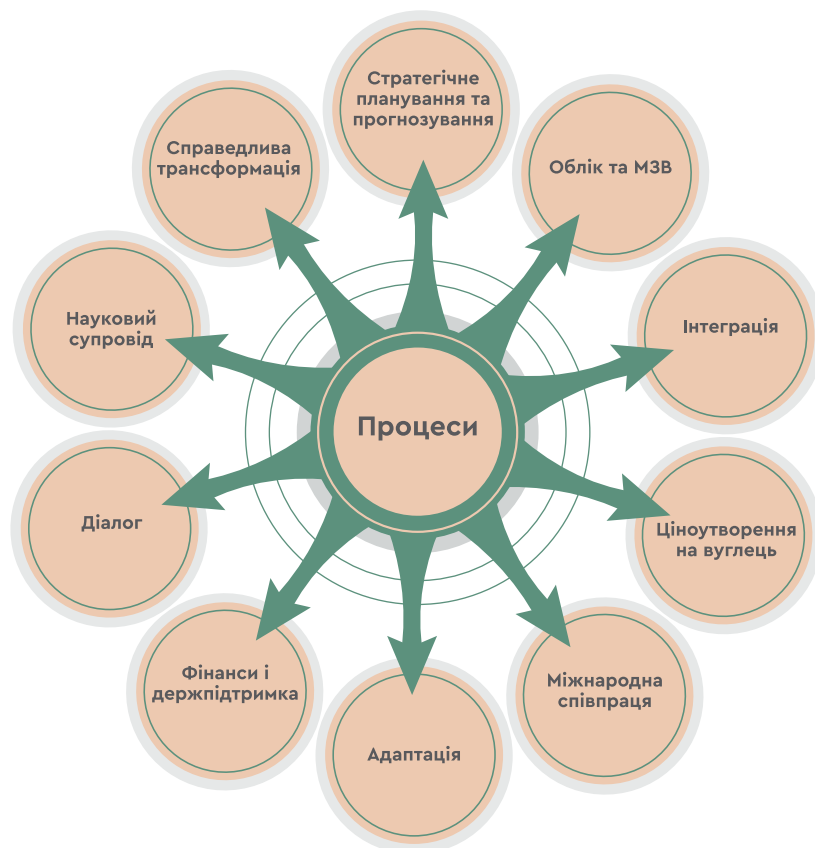 Стратегічне
планування та
прогнозування
Справедлива
трансформація
Облік та МЗВ
Науковий
супровід
Інтеграція
Процеси
Діалог
Ціноутворення
на вуглець
Фінанси і
держпідтримка
Міжнародна
співпраця
Адаптація